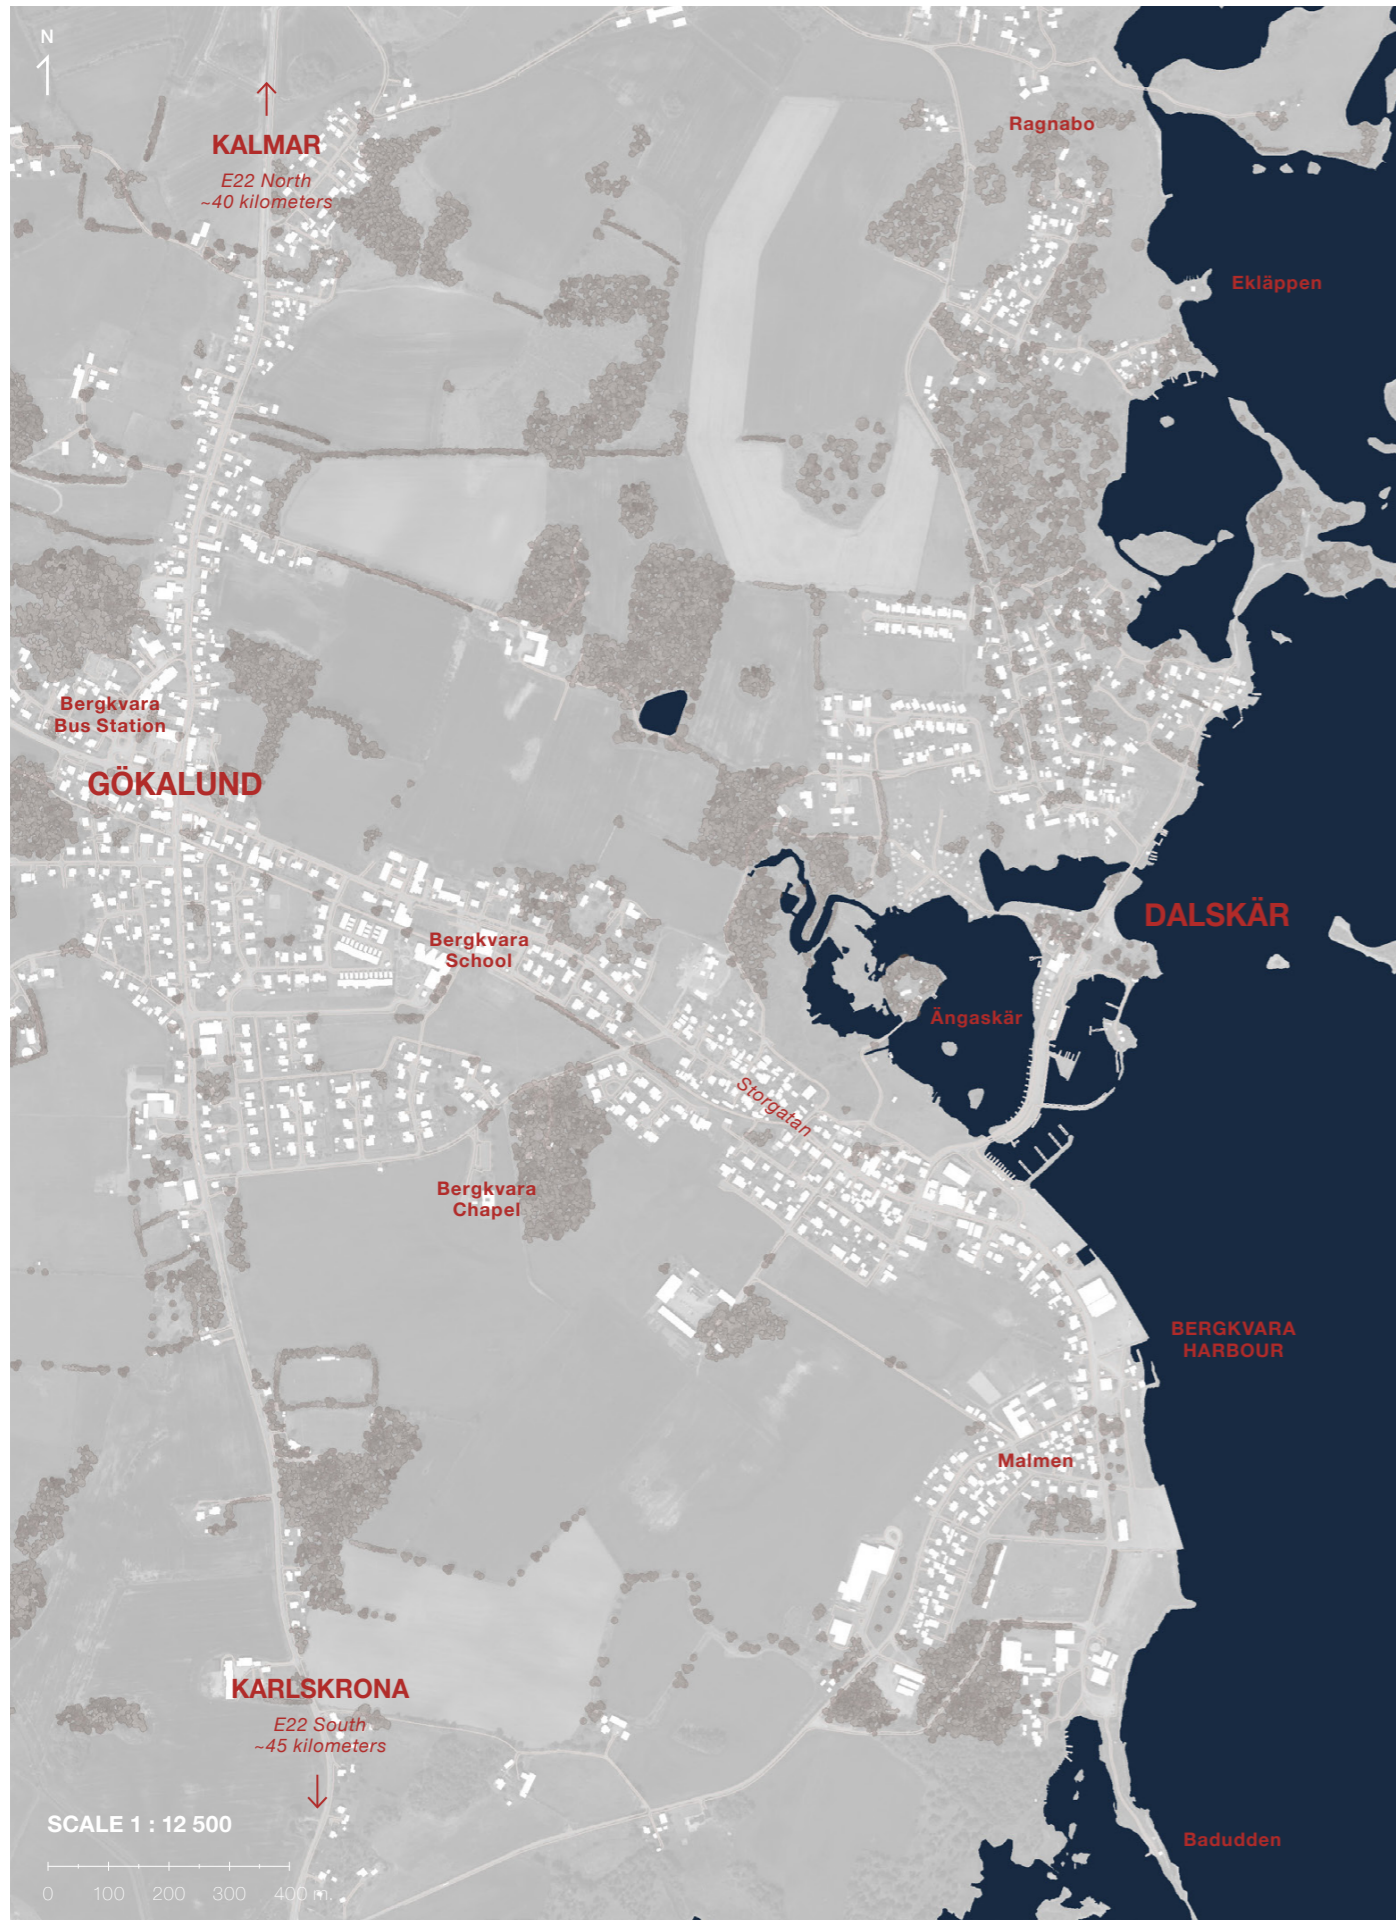 N
KALMAR
E22 North
~40 kilometers
Ragnabo
Ekläppen
Bergkvara
Bus Station
GÖKALUND
DALSKÄR
Bergkvara
School
Ängaskär
Storgatan
Bergkvara
Chapel
BERGKVARA
HARBOUR
Malmen
KARLSKRONA
E22 South
~45 kilometers
SCALE 1 : 12 500
0 100 200 300 400 m.
Badudden